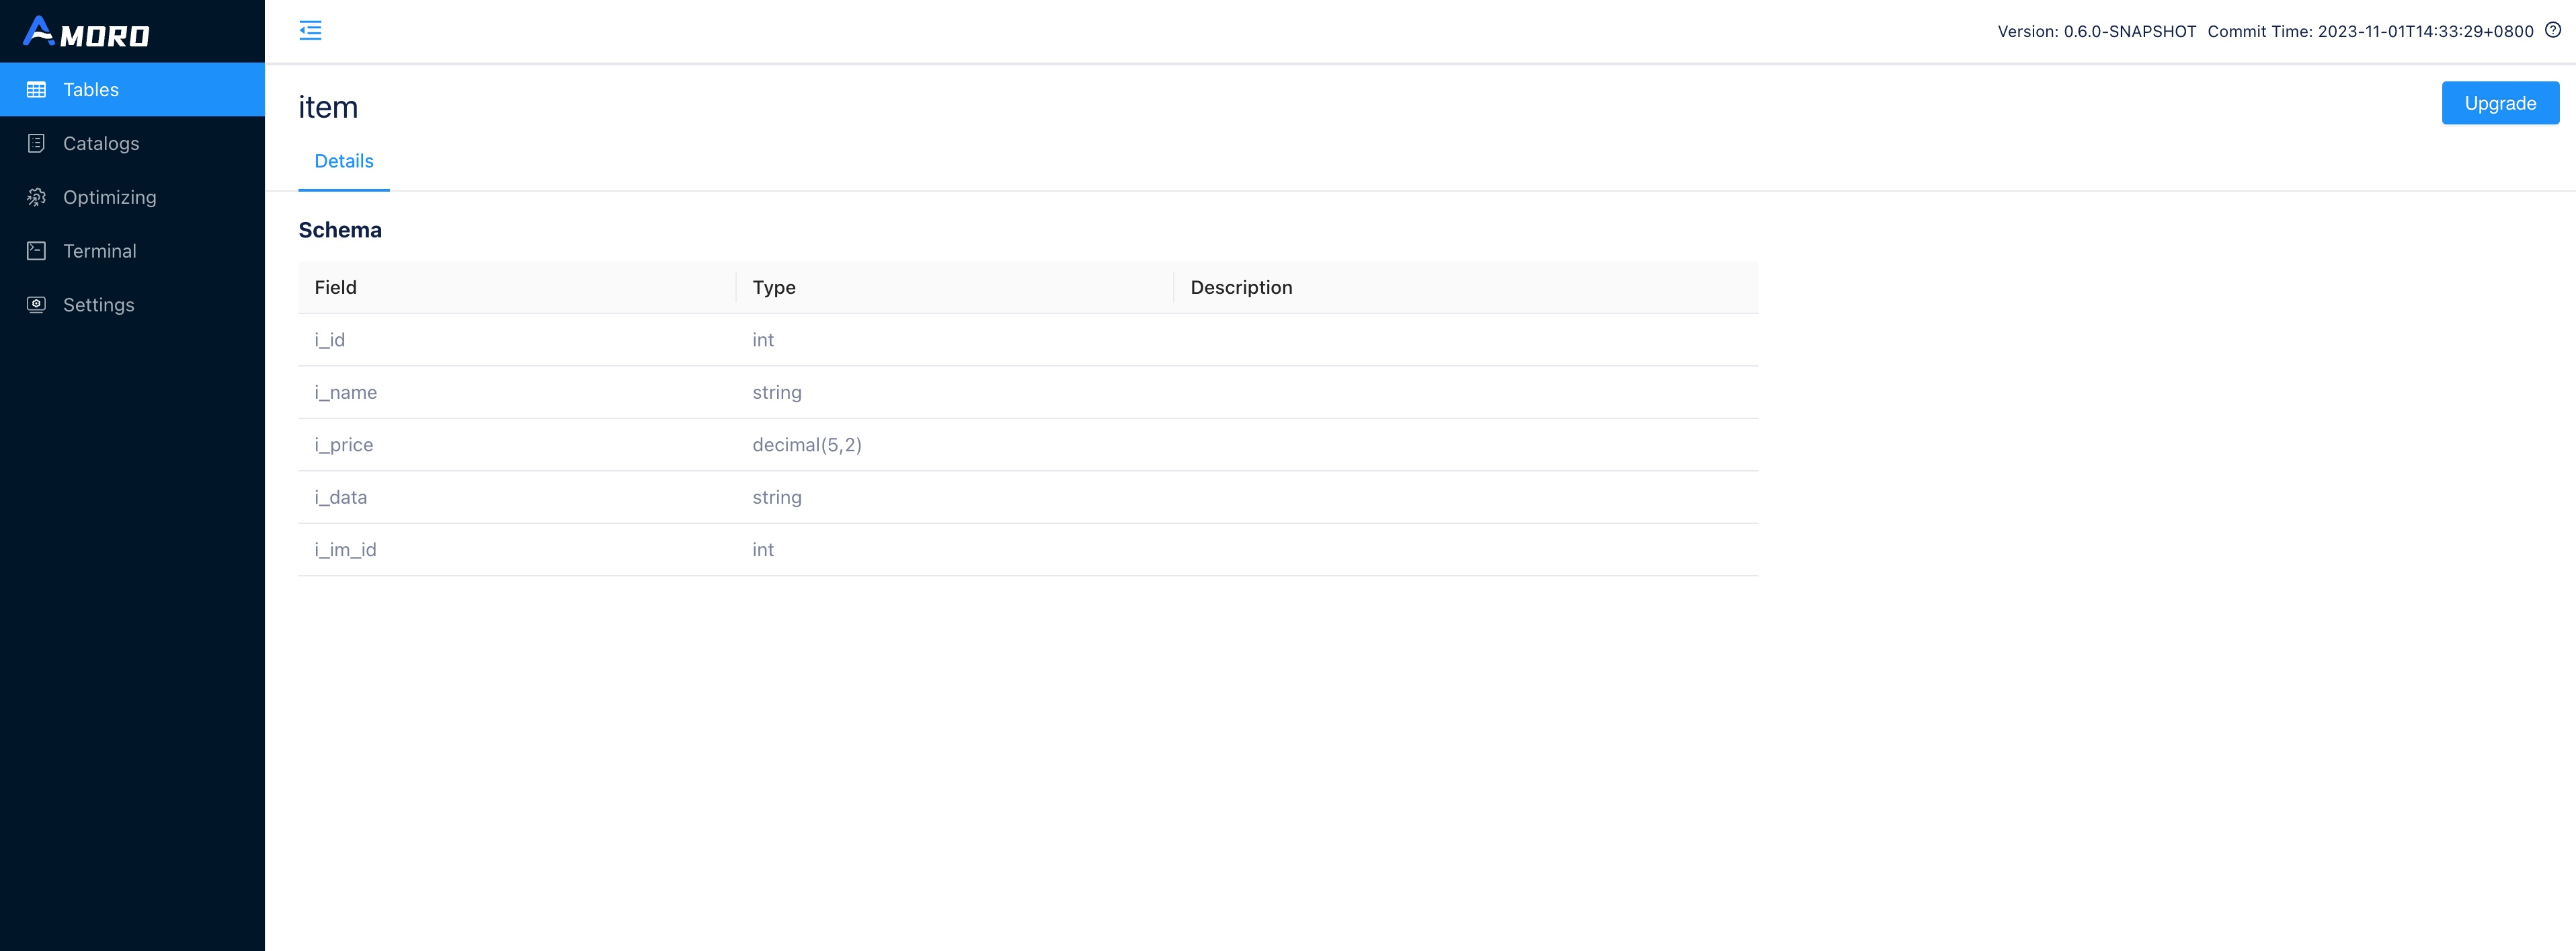 AMORO
Version: 0.6.0-SNAPSHOT Commit Time: 2023-11-01T14:33:29+0800
Tables
Catalogs
Optimizing
Terminal
Settings
item
Upgrade
Details
Schema
Field Type Description
i_id int
i_name string
i_price decimal(5,2)
i_data string
i_im_id int